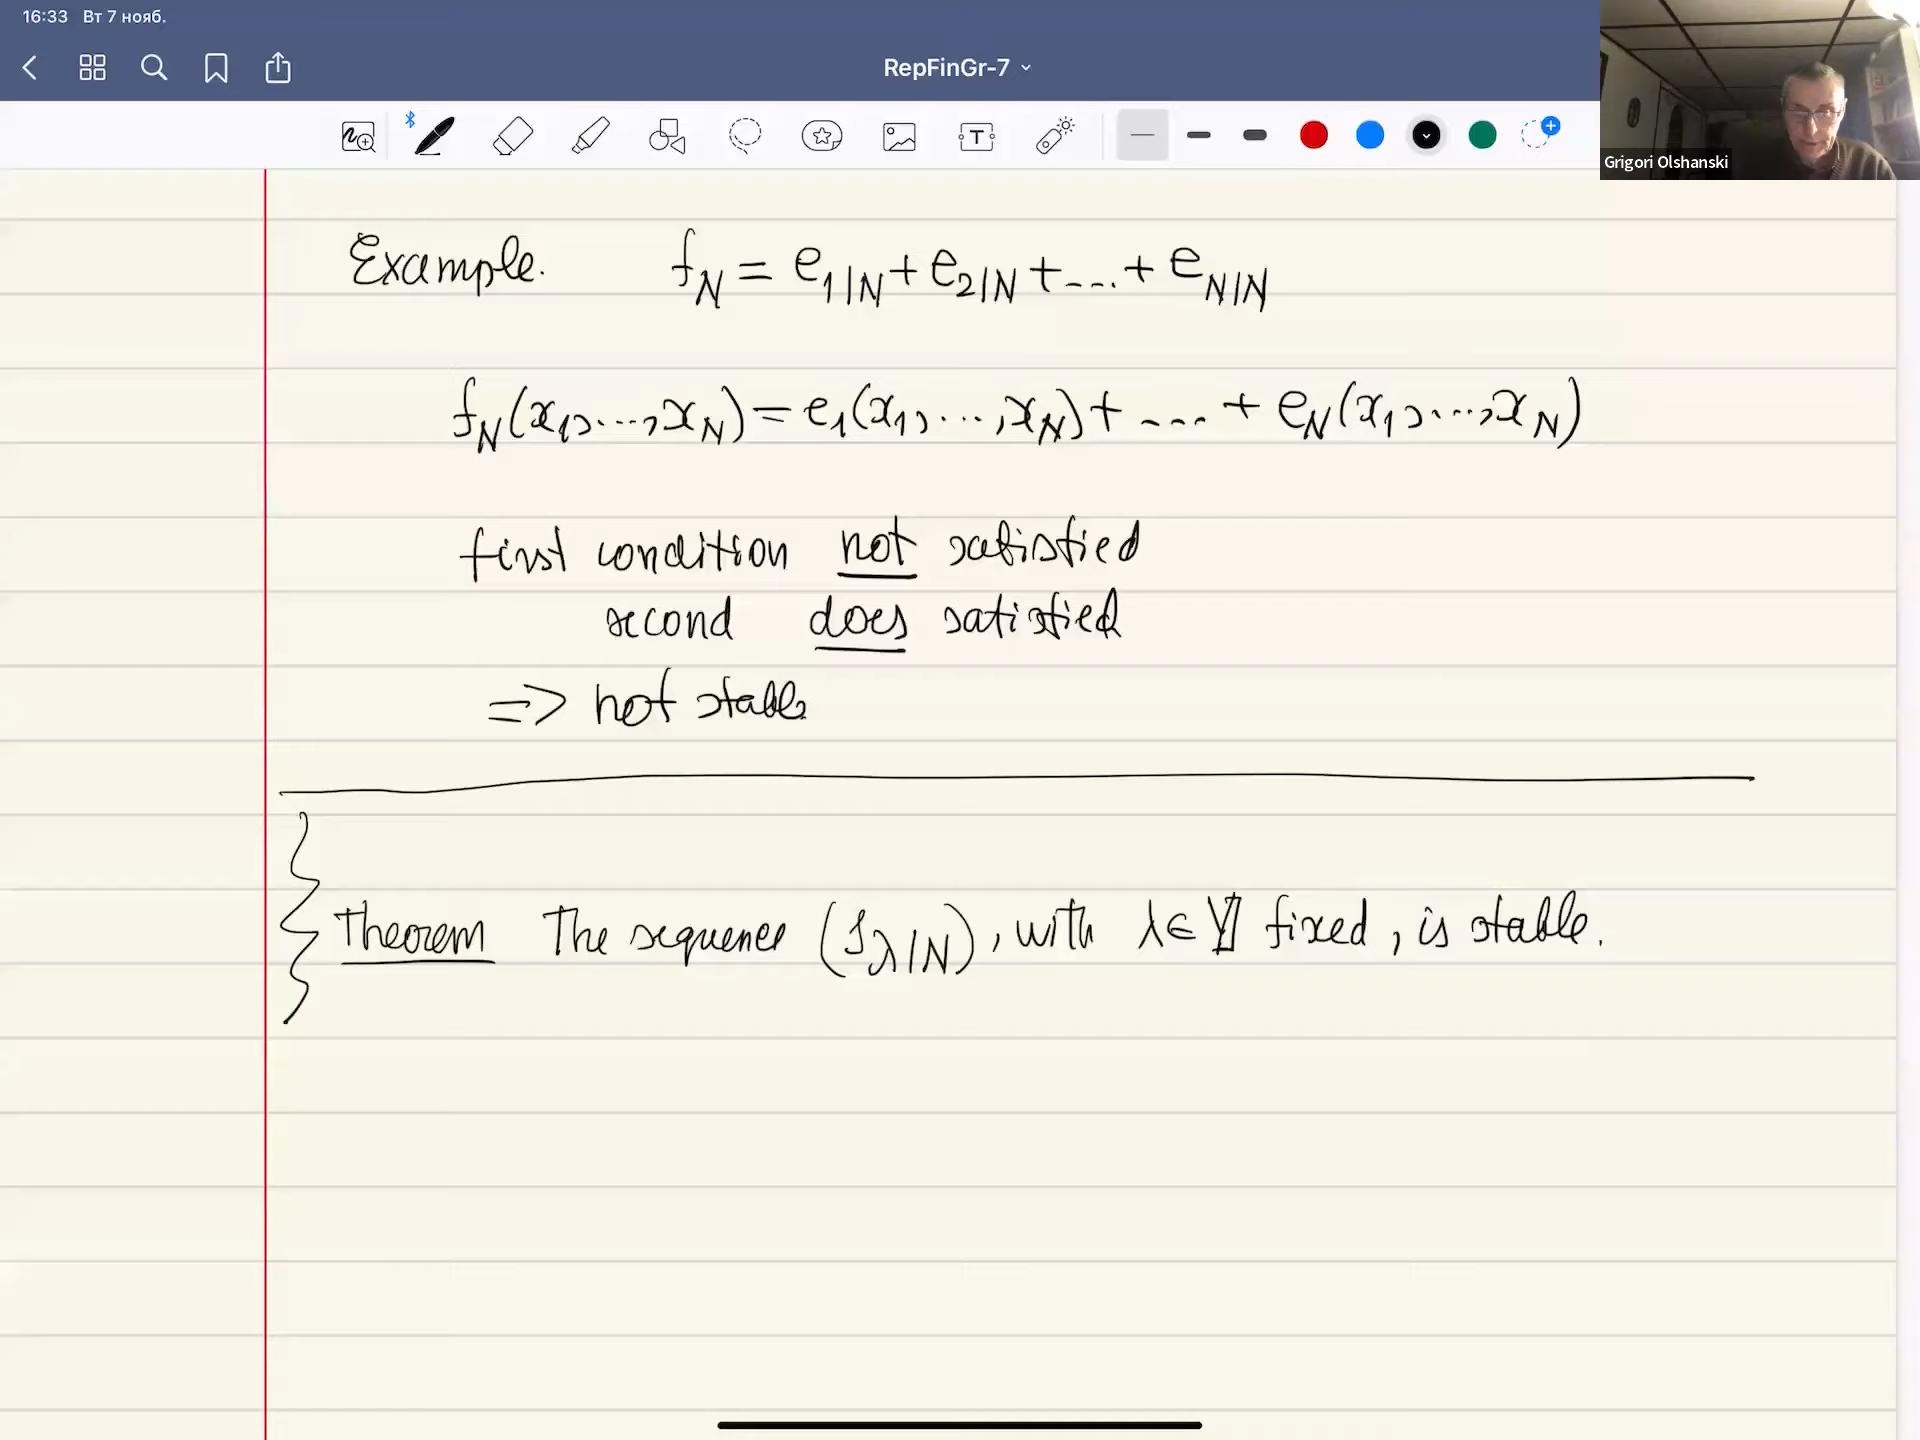 16:33 Вт 7 нояб.
RepFinGr-7
T
Grigori Olshanski
Example. f_N = e_{1|N} + e_{2|N} + .... + e_{N|N}
f_N(x_1,...,x_N) = e_1(x_1,...,x_N) + .... + e_N(x_1,...,x_N)
first condition not satisfied
second does satisfied
=> not stable
Theorem The sequence (s_{λ|N}), with λ∈𝕐 fixed, is stable.